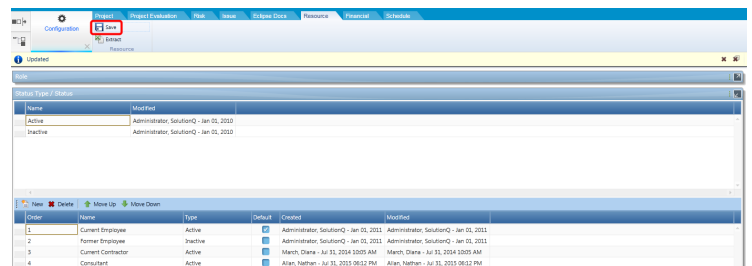 Project Project Evaluation Risk Issue Eclipse Docs Resource Financial Schedule
Configuration
Save
Extract
Resource
Updated
Role
Status Type / Status
Name Modified
Active Administrator, SolutionQ - Jan 01, 2010
Inactive Administrator, SolutionQ - Jan 01, 2010
New Delete Move Up Move Down
Order Name Type Default Created Modified
1 Current Employee Active Administrator, SolutionQ - Jan 01, 2011 Administrator, SolutionQ - Jan 01, 2011
2 Former Employee Inactive Administrator, SolutionQ - Jan 01, 2011 Administrator, SolutionQ - Jan 01, 2011
3 Current Contractor Active March, Diana - Jul 31, 2014 10:05 AM March, Diana - Jul 31, 2014 10:05 AM
4 Consultant Active Allan, Nathan - Jul 31, 2015 06:12 PM Allan, Nathan - Jul 31, 2015 06:12 PM